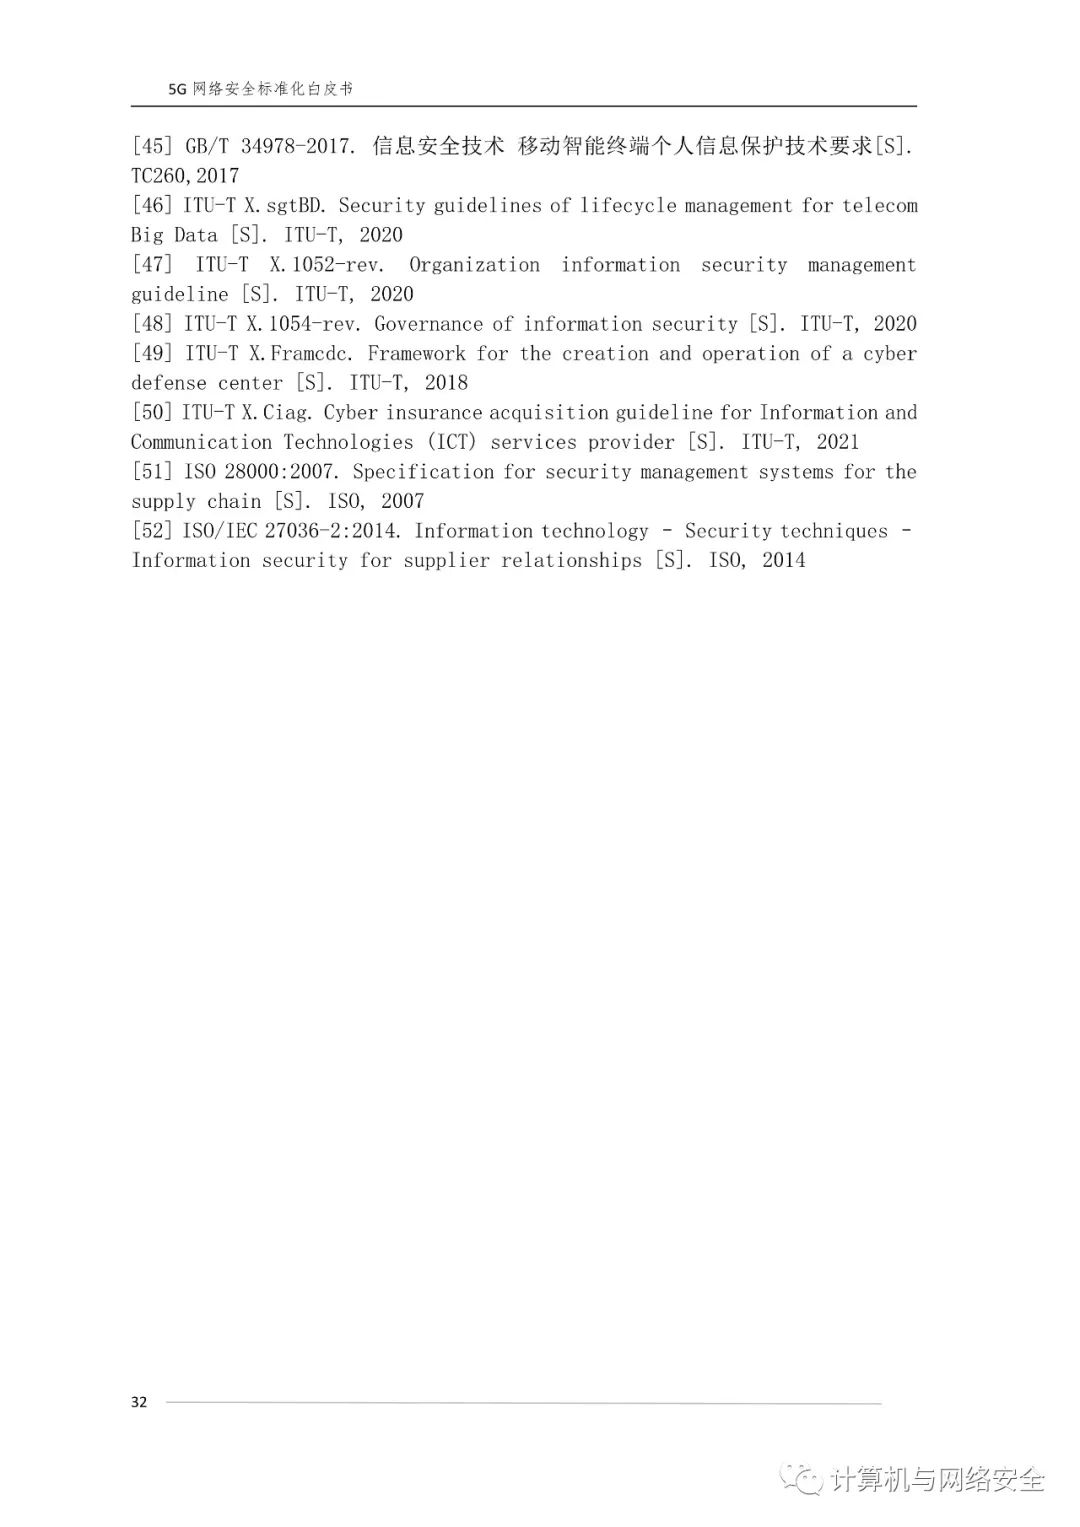 5G 网络安全标准化白皮书
[45] GB/T 34978-2017. 信息安全技术 移动智能终端个人信息保护技术要求[S].
TC260,2017
[46] ITU-T X.sgtBD. Security guidelines of lifecycle management for telecom
Big Data [S]. ITU-T, 2020
[47] ITU-T X.1052-rev. Organization information security management
guideline [S]. ITU-T, 2020
[48] ITU-T X.1054-rev. Governance of information security [S]. ITU-T, 2020
[49] ITU-T X.Framcdc. Framework for the creation and operation of a cyber
defense center [S]. ITU-T, 2018
[50] ITU-T X.Ciag. Cyber insurance acquisition guideline for Information and
Communication Technologies (ICT) services provider [S]. ITU-T, 2021
[51] ISO 28000:2007. Specification for security management systems for the
supply chain [S]. ISO, 2007
[52] ISO/IEC 27036-2:2014. Information technology – Security techniques –
Information security for supplier relationships [S]. ISO, 2014
32
计算机与网络安全